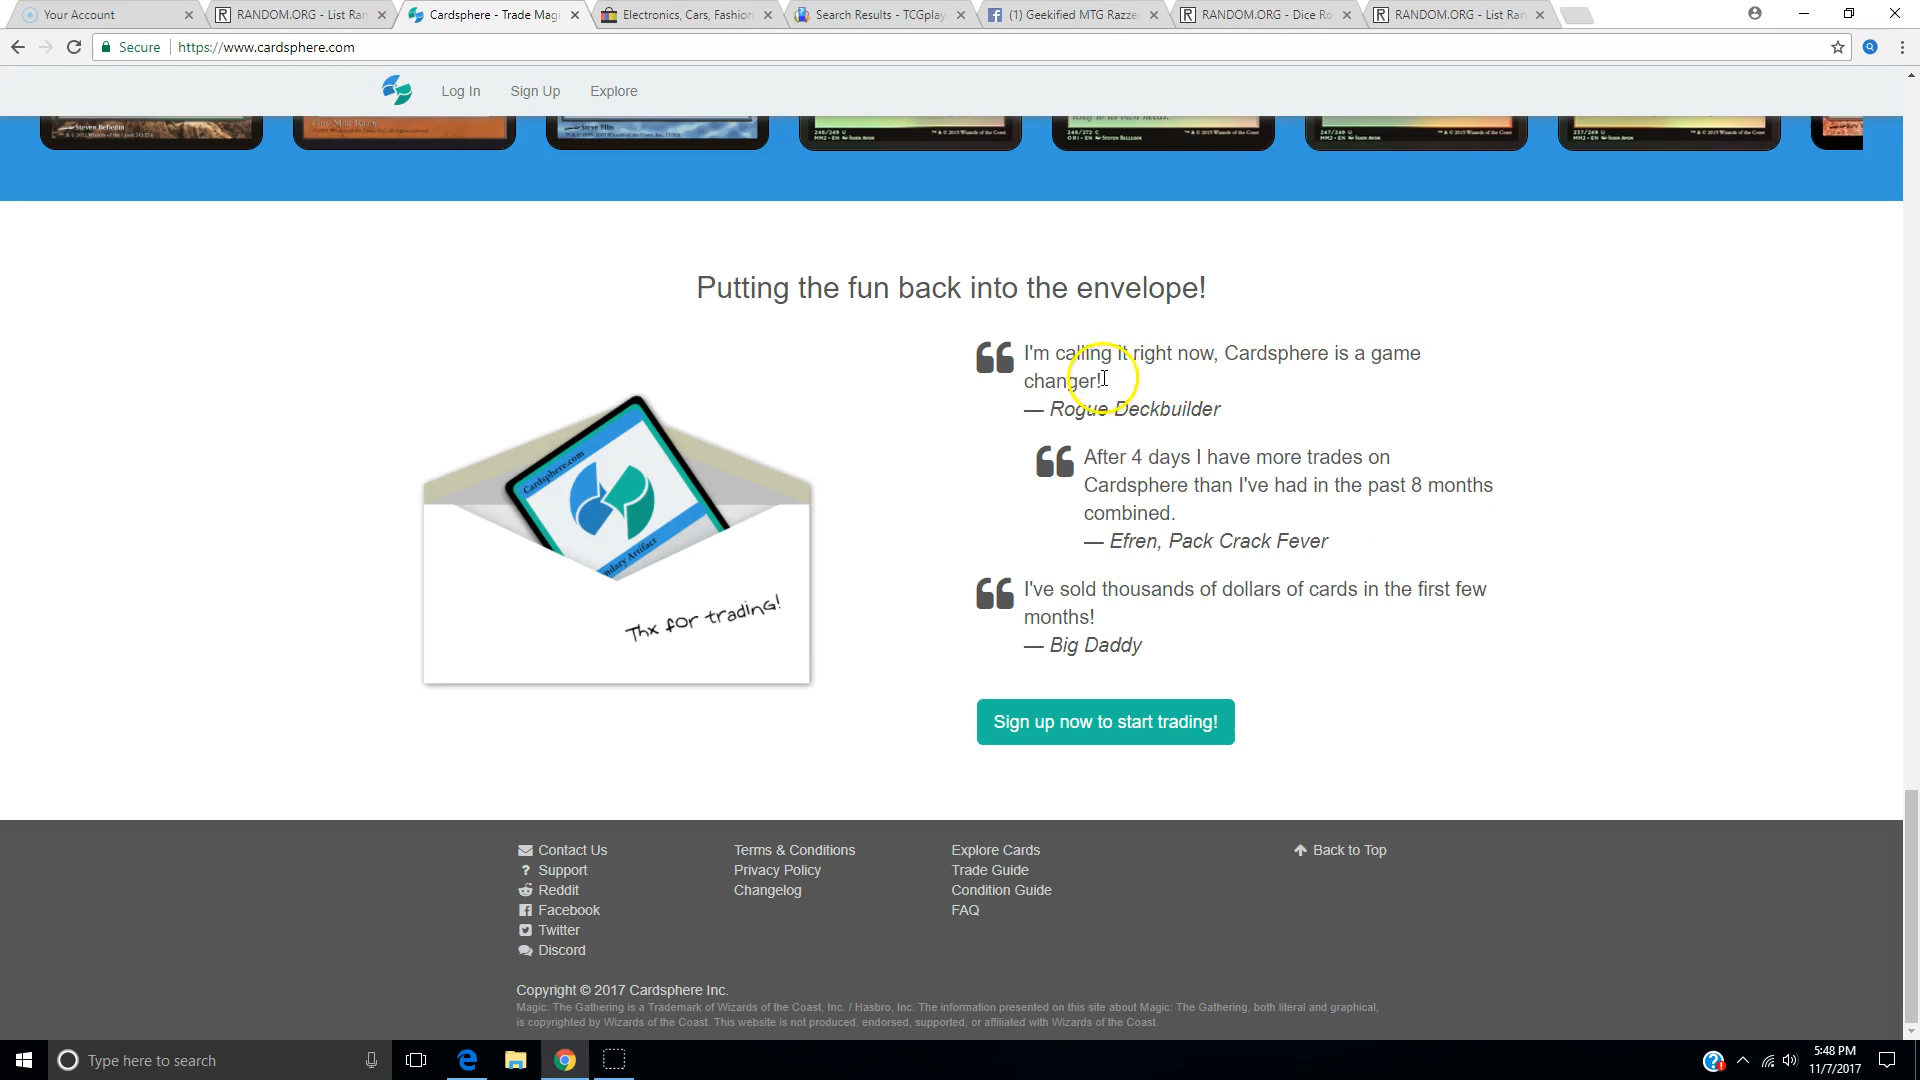 Your Account
RANDOM.ORG - List Ran
Cardsphere - Trade Magi
Electronics, Cars, Fashion
Search Results - TCGplay
(1) Geekified MTG Razze
RANDOM.ORG - Dice Ro
RANDOM.ORG - List Ran
Secure
https://www.cardsphere.com
Log In
Sign Up
Explore
Steven Belledin
Steve Ellis
Putting the fun back into the envelope!
I'm calling it right now, Cardsphere is a game
changer!
— Rogue Deckbuilder
After 4 days I have more trades on
Cardsphere than I've had in the past 8 months
combined.
— Efren, Pack Crack Fever
I've sold thousands of dollars of cards in the first few
months!
— Big Daddy
Cardsphere.com
ndary Artifact
Thx for trading!
Sign up now to start trading!
Contact Us
Support
Reddit
Facebook
Twitter
Discord
Terms & Conditions
Privacy Policy
Changelog
Explore Cards
Trade Guide
Condition Guide
FAQ
Back to Top
Copyright © 2017 Cardsphere Inc.
Magic: The Gathering is a Trademark of Wizards of the Coast, Inc. / Hasbro, Inc. The information presented on this site about Magic: The Gathering, both literal and graphical,
is copyrighted by Wizards of the Coast. This website is not produced, endorsed, supported, or affiliated with Wizards of the Coast.
Type here to search
5:48 PM
11/7/2017